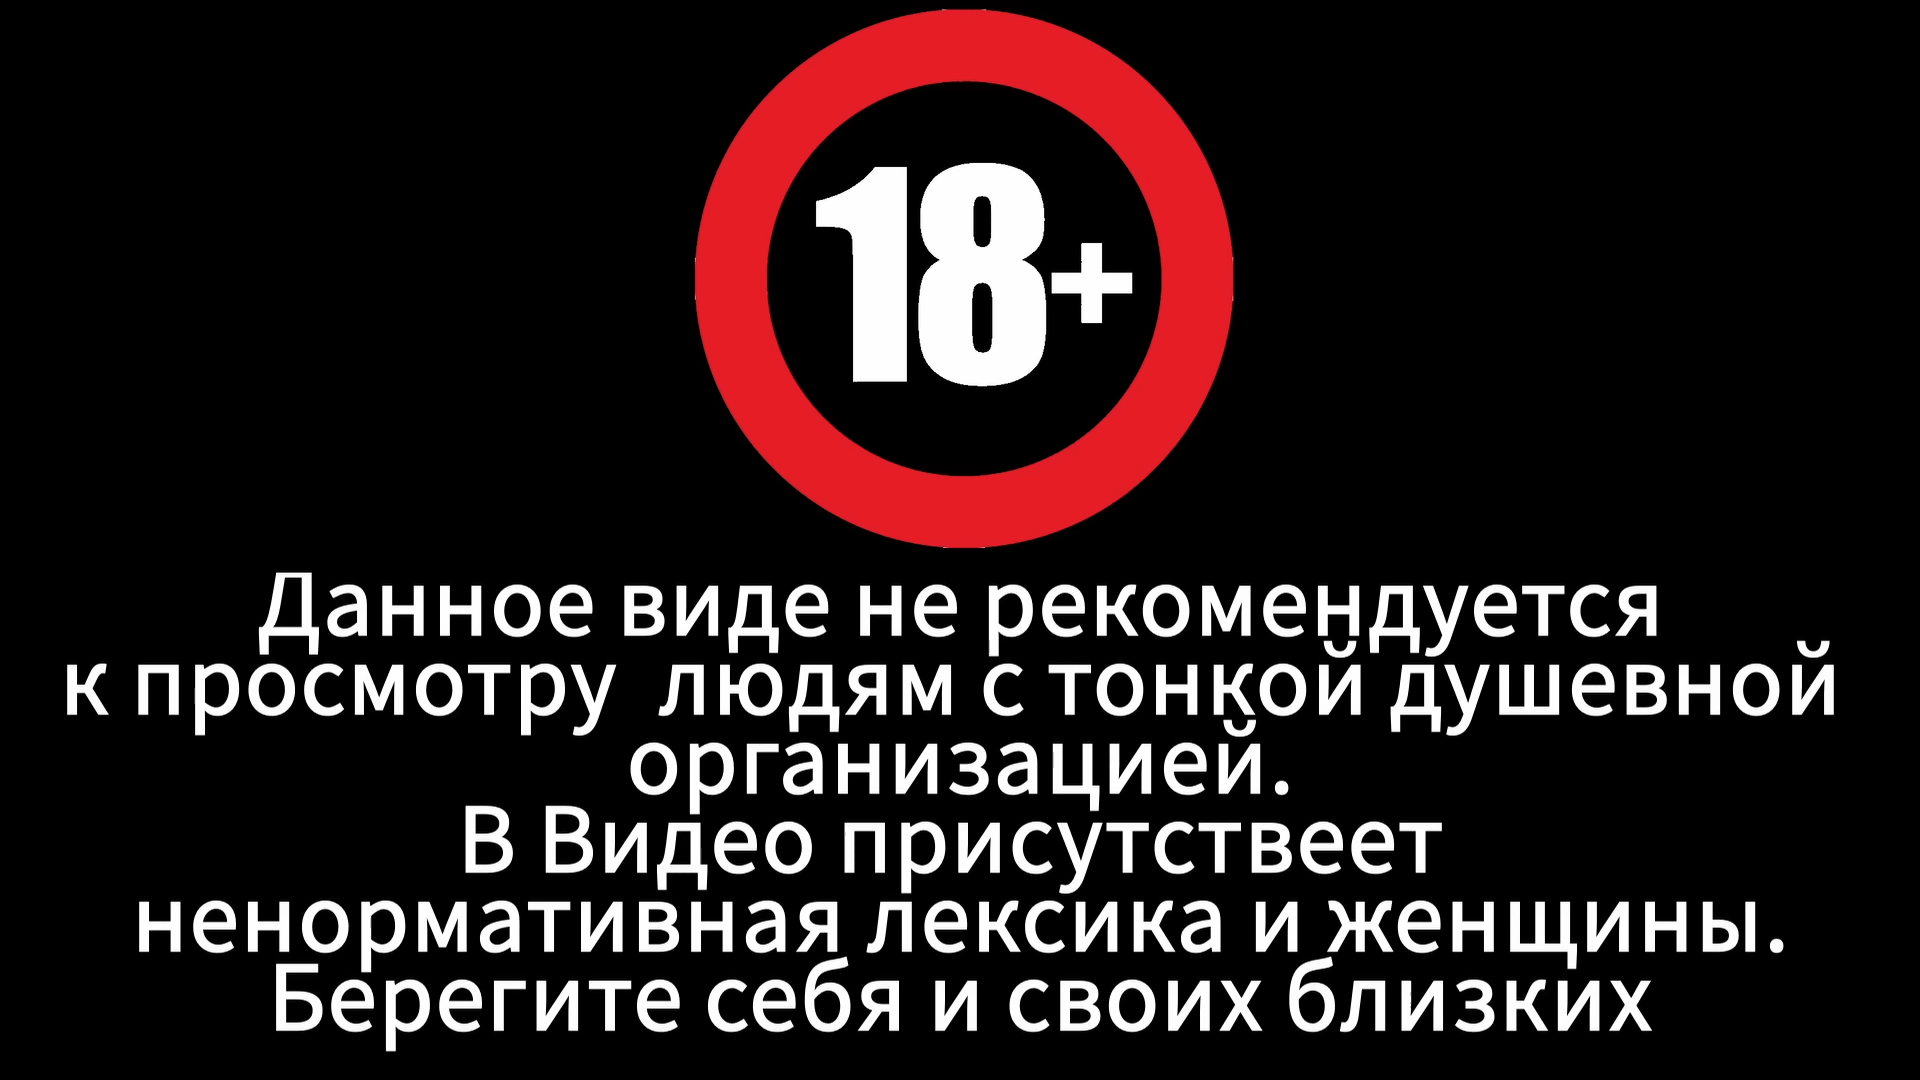 18+
Данное виде не рекомендуется
к просмотру  людям с тонкой душевной
организацией.
В Видео присутствеет
ненормативная лексика и женщины.
Берегите себя и своих близких